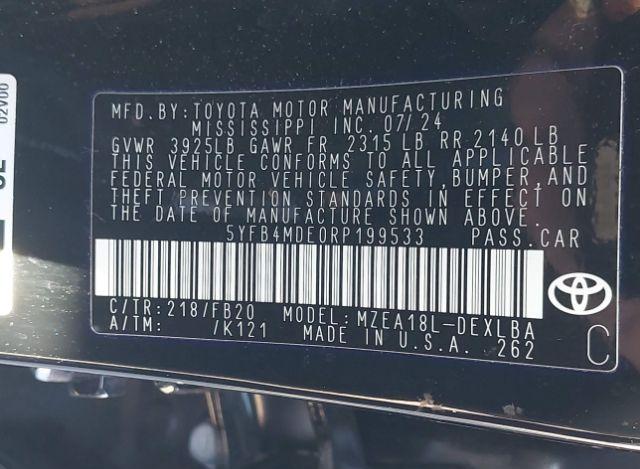 MFD.BY:TOYOTA MOTOR MANUFACTURING
MISSISSIPPI INC. 07/24
GVWR 3925LB GAWR FR 2315 LB RR 2140 LB
THIS VEHICLE CONFORMS TO ALL APPLICABLE
FEDERAL MOTOR VEHICLE SAFETY,BUMPER,AND
THEFT PREVENTION STANDARDS IN EFFECT ON
THE DATE OF MANUFACTURE SHOWN ABOVE.
5YFB4MDE0RP199533 PASS.CAR
C/TR:218/FB20 MODEL:MZEA18L-DEXLBA
A/TM: /K121 MADE IN U.S.A. 262
C
02V00